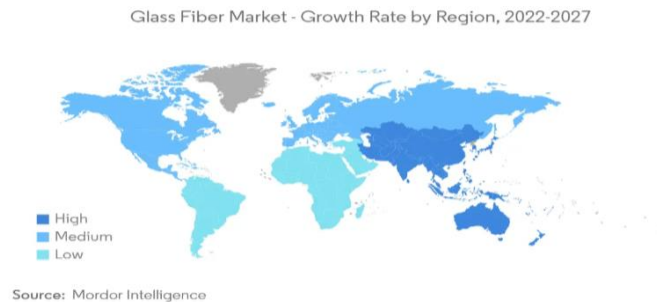 Glass Fiber Market - Growth Rate by Region, 2022-2027
High
Medium
Low
Source: Mordor Intelligence